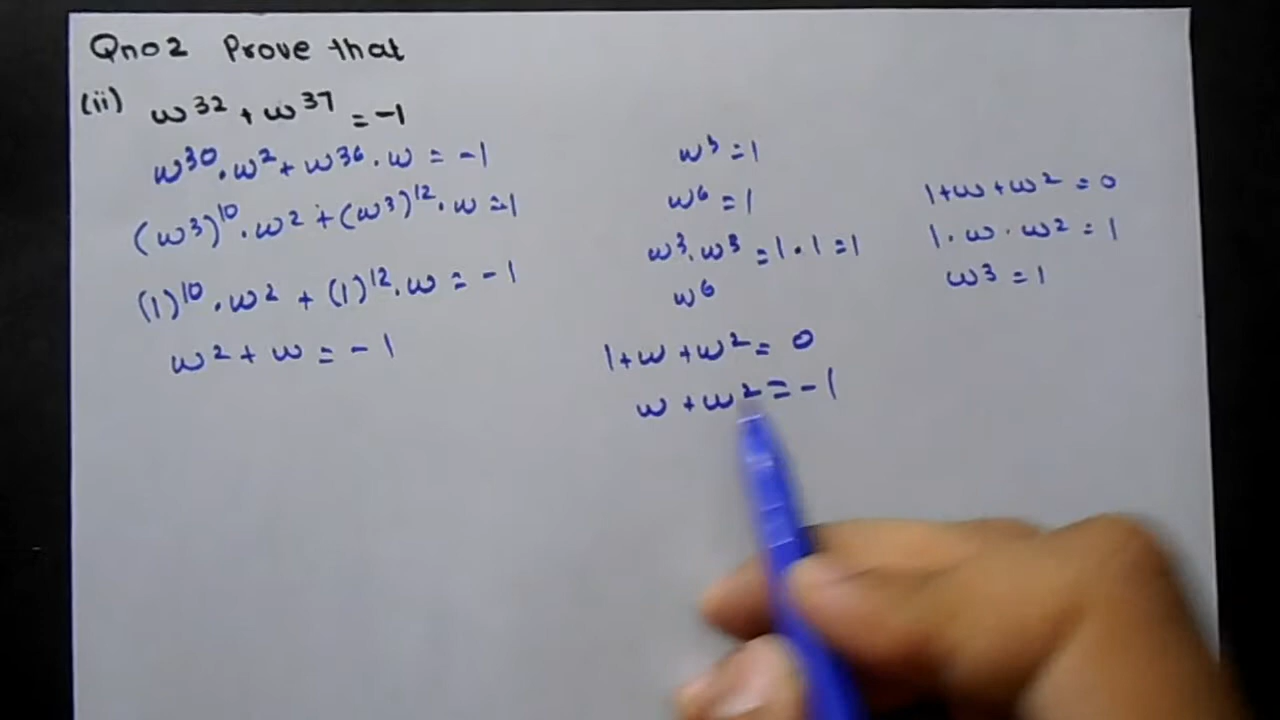 Qno2 Prove that
(ii) ω³² + ω³⁷ = -1
ω³⁰.ω² + ω³⁶.ω = -1
(ω³)¹⁰.ω² + (ω³)¹².ω =-1
(1)¹⁰.ω² + (1)¹².ω = -1
ω² + ω = -1
ω³ = 1
ω⁶ = 1
ω³.ω³ = 1.1 = 1
ω⁶
1+ω+ω² = 0
ω+ω² = -1
1+ω+ω² = 0
1.ω.ω² = 1
ω³ = 1